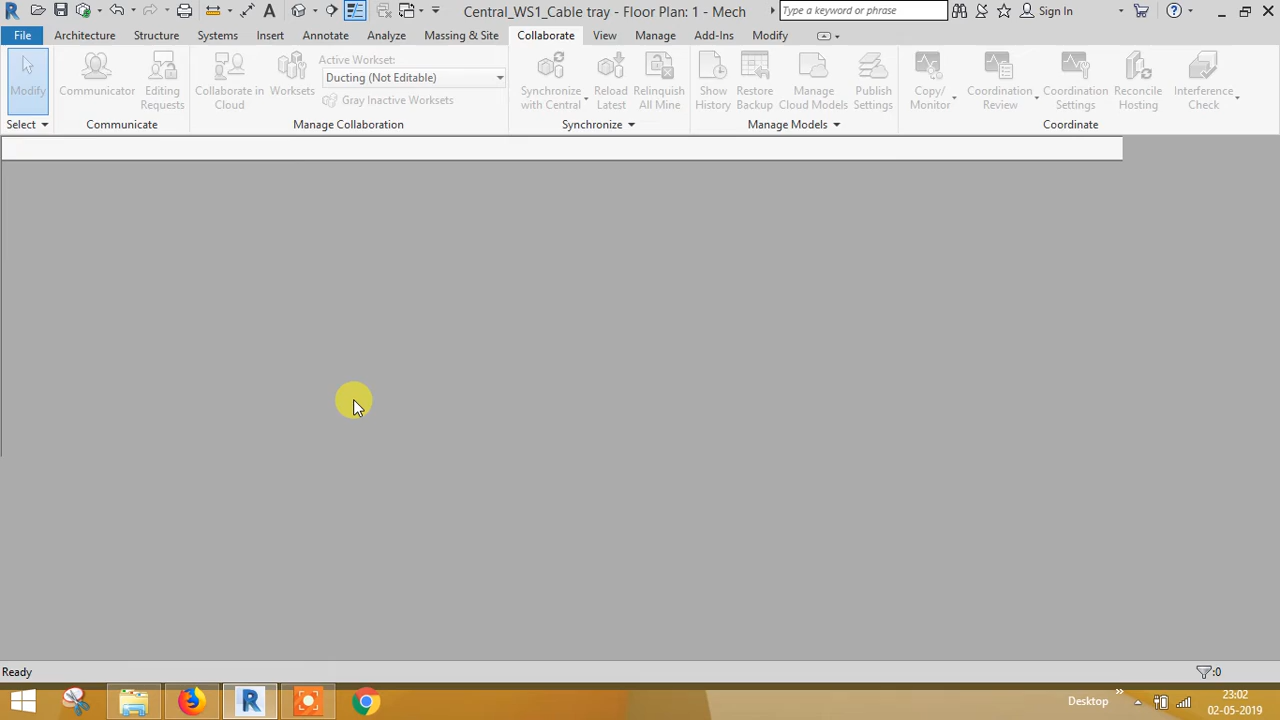 Central_WS1_Cable tray - Floor Plan: 1 - Mech
Type a keyword or phrase
Sign In
File Architecture Structure Systems Insert Annotate Analyze Massing & Site Collaborate View Manage Add-Ins Modify
Modify
Select
Communicator
Editing Requests
Communicate
Collaborate in Cloud
Worksets
Active Workset:
Ducting (Not Editable)
Gray Inactive Worksets
Manage Collaboration
Synchronize with Central
Reload Latest
Relinquish All Mine
Synchronize
Show History
Restore Backup
Manage Cloud Models
Publish Settings
Manage Models
Copy/ Monitor
Coordination Review
Coordination Settings
Reconcile Hosting
Interference Check
Coordinate
Ready
:0
Desktop
23:02
02-05-2019